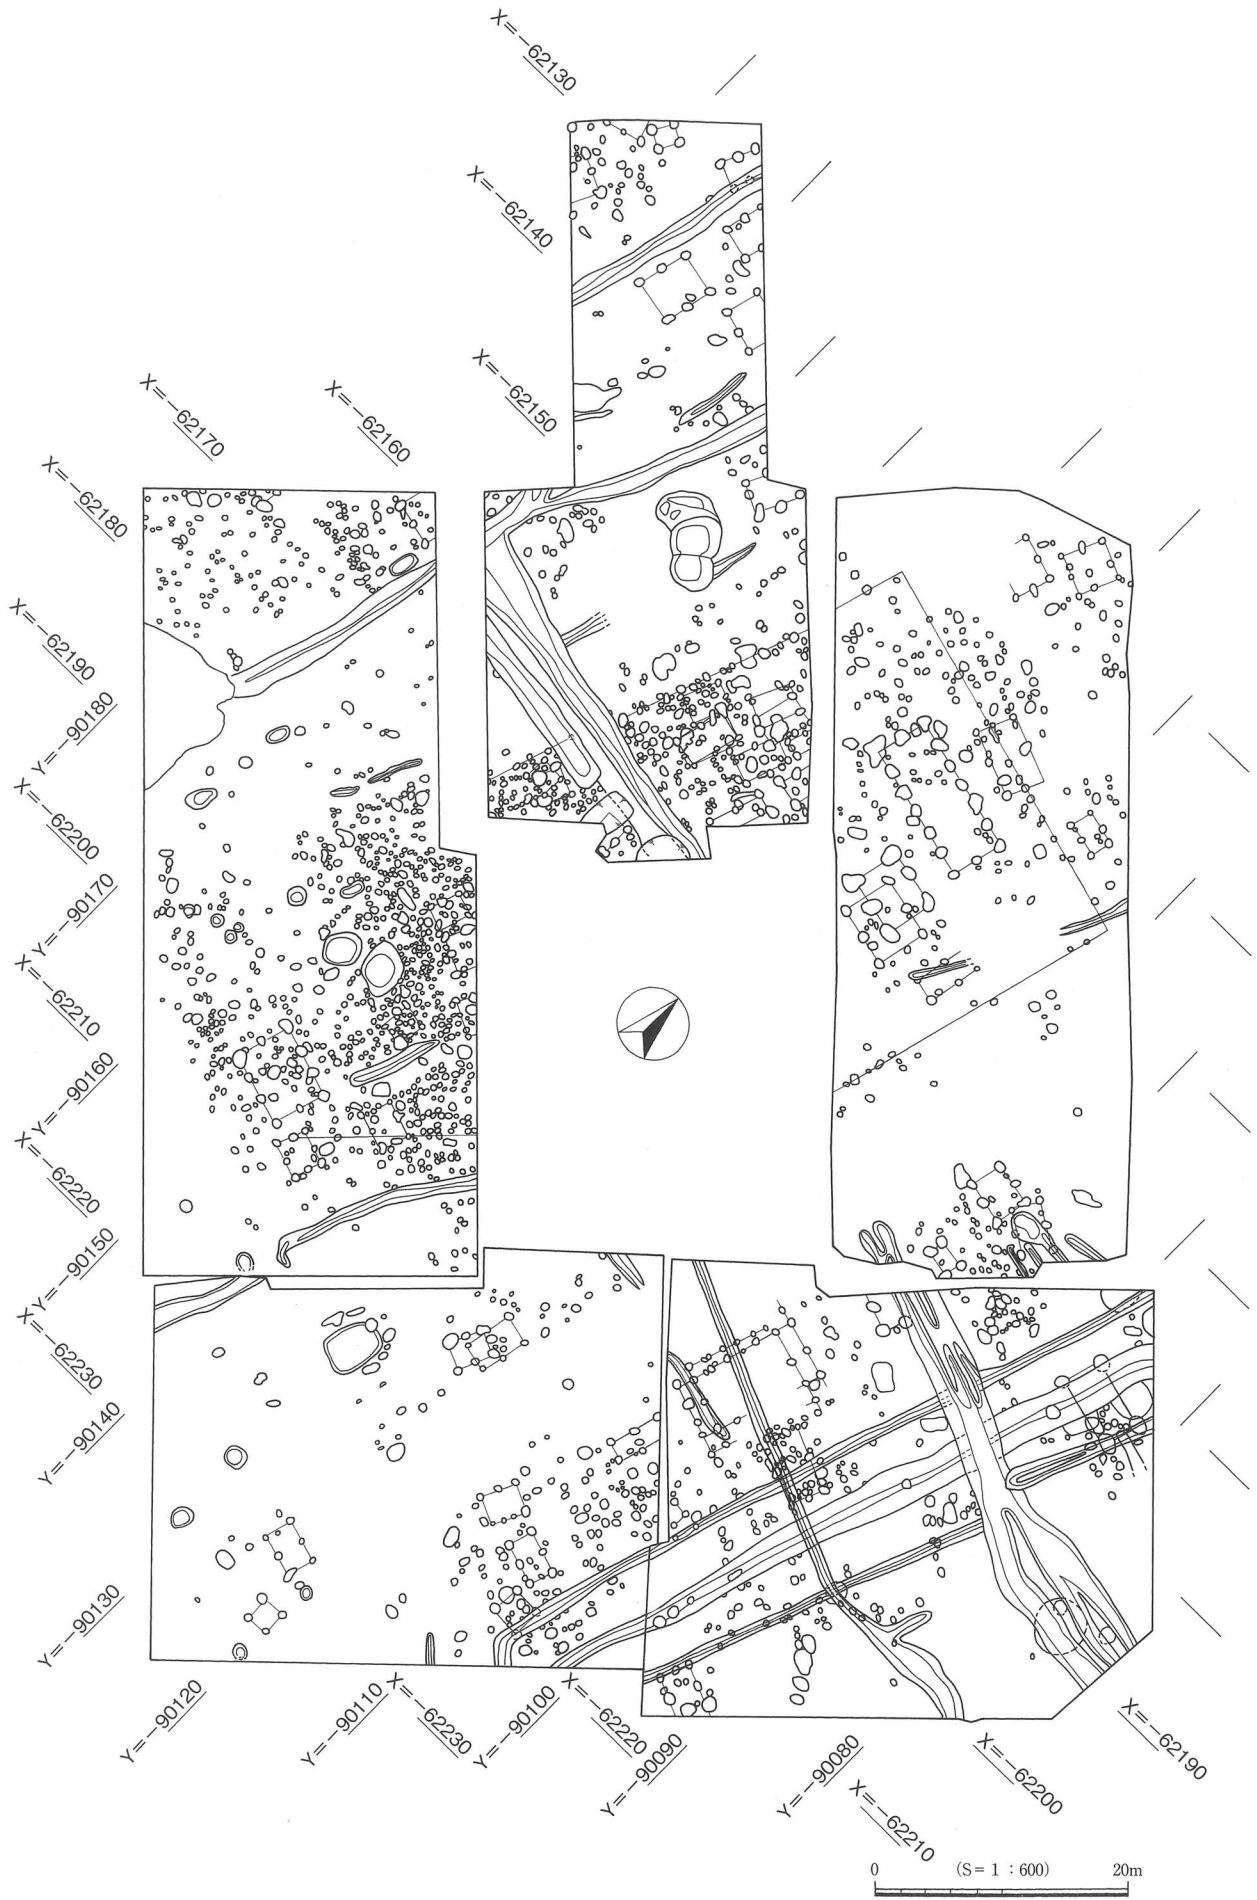 X=−62130
X=−62140
X=−62150
X=−62160
X=−62170
X=−62180
X=−62190
Y=−90180
X=−62200
Y=−90170
X=−62210
Y=−90160
X=−62220
Y=−90150
X=−62230
Y=−90140
Y=−90130
Y=−90120
Y=−90110
X=−62230
Y=−90100
X=−62220
Y=−90090
Y=−90080
X=−62210
X=−62200
X=−62190
0 (S=1:600) 20m